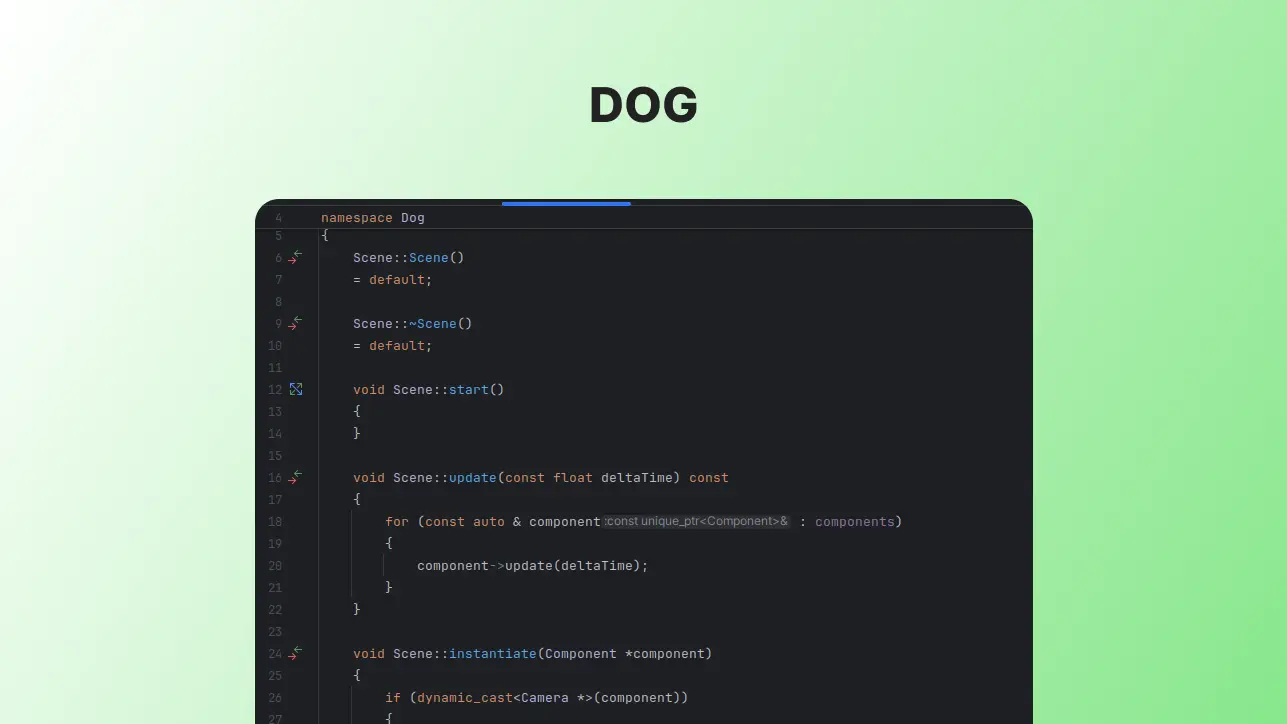 DOG
4 namespace Dog
5 {
6 Scene::Scene()
7 = default;
8
9 Scene::~Scene()
10 = default;
11
12 void Scene::start()
13 {
14 }
15
16 void Scene::update(const float deltaTime) const
17 {
18 for (const auto & component :const unique_ptr<Component>& : components)
19 {
20 component->update(deltaTime);
21 }
22 }
23
24 void Scene::instantiate(Component *component)
25 {
26 if (dynamic_cast<Camera *>(component))
27 {